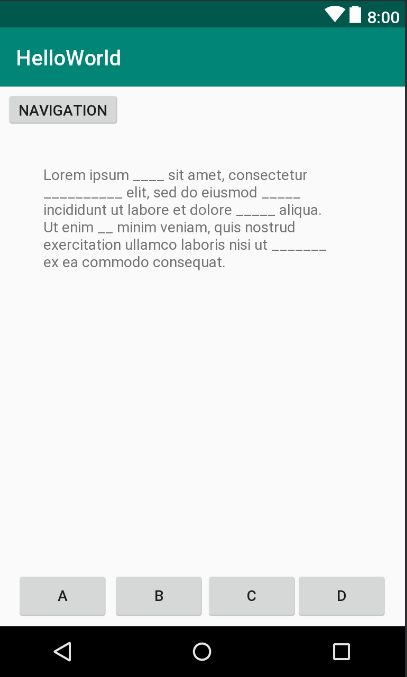 8:00
HelloWorld
NAVIGATION
Lorem ipsum ____ sit amet, consectetur
__________ elit, sed do eiusmod _____
incididunt ut labore et dolore _____ aliqua.
Ut enim __ minim veniam, quis nostrud
exercitation ullamco laboris nisi ut _______
ex ea commodo consequat.
A B C D